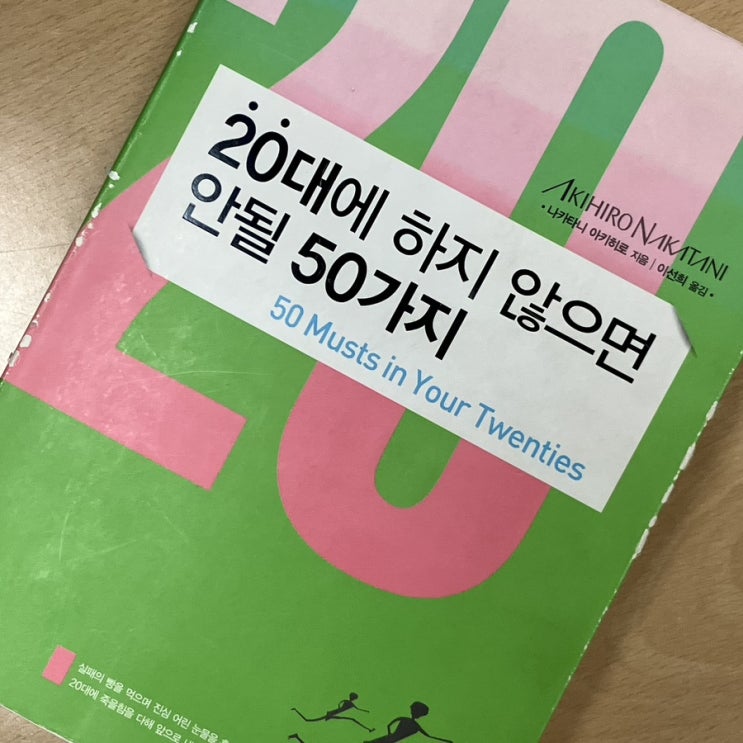 20대에 하지 않으면
안될 50가지
50 Musts in Your Twenties
AKIHIRO NAKATANI
• 나카타니 아키히로 지음 | 이선희 옮김 •
20
실패의 빵을 먹으며 진심 어린 눈물을
20대에 죽을힘을 다해 앞으로